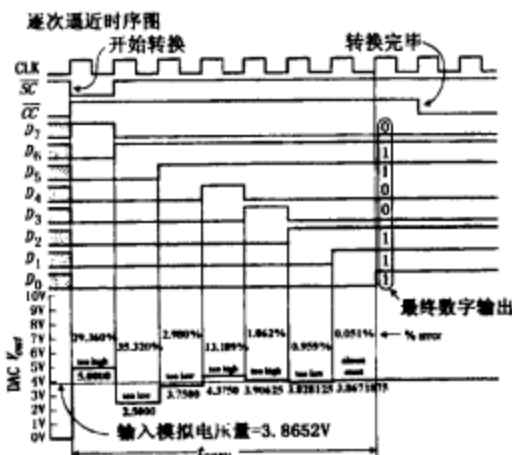 逐次逼近时序图
开始转换
转换完毕
CLK
SC
CC
D7
0
D6
1
D5
1
D4
0
D3
0
D2
1
D1
1
D0
1
最终数字输出
10V
9V
8V
7V
6V
5V
4V
3V
2V
1V
0V
DAC Vout
29.360%
35.320%
2.980%
13.189%
1.062%
0.959%
0.051%
% error
too high
too low
too low
too high
too high
too low
almost
5.0000
2.5000
3.7500
4.3750
3.90625
3.828125
3.8671875
输入模拟电压量=3.8652V